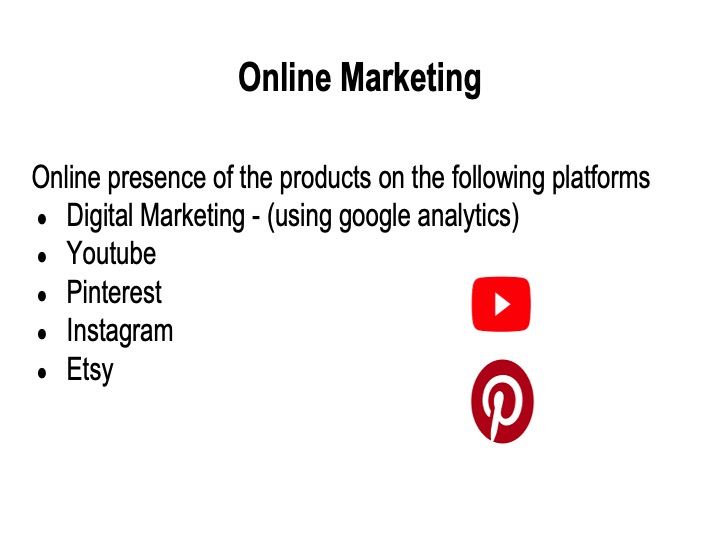 Online Marketing
Online presence of the products on the following platforms
● Digital Marketing - (using google analytics)
● Youtube
● Pinterest
● Instagram
● Etsy